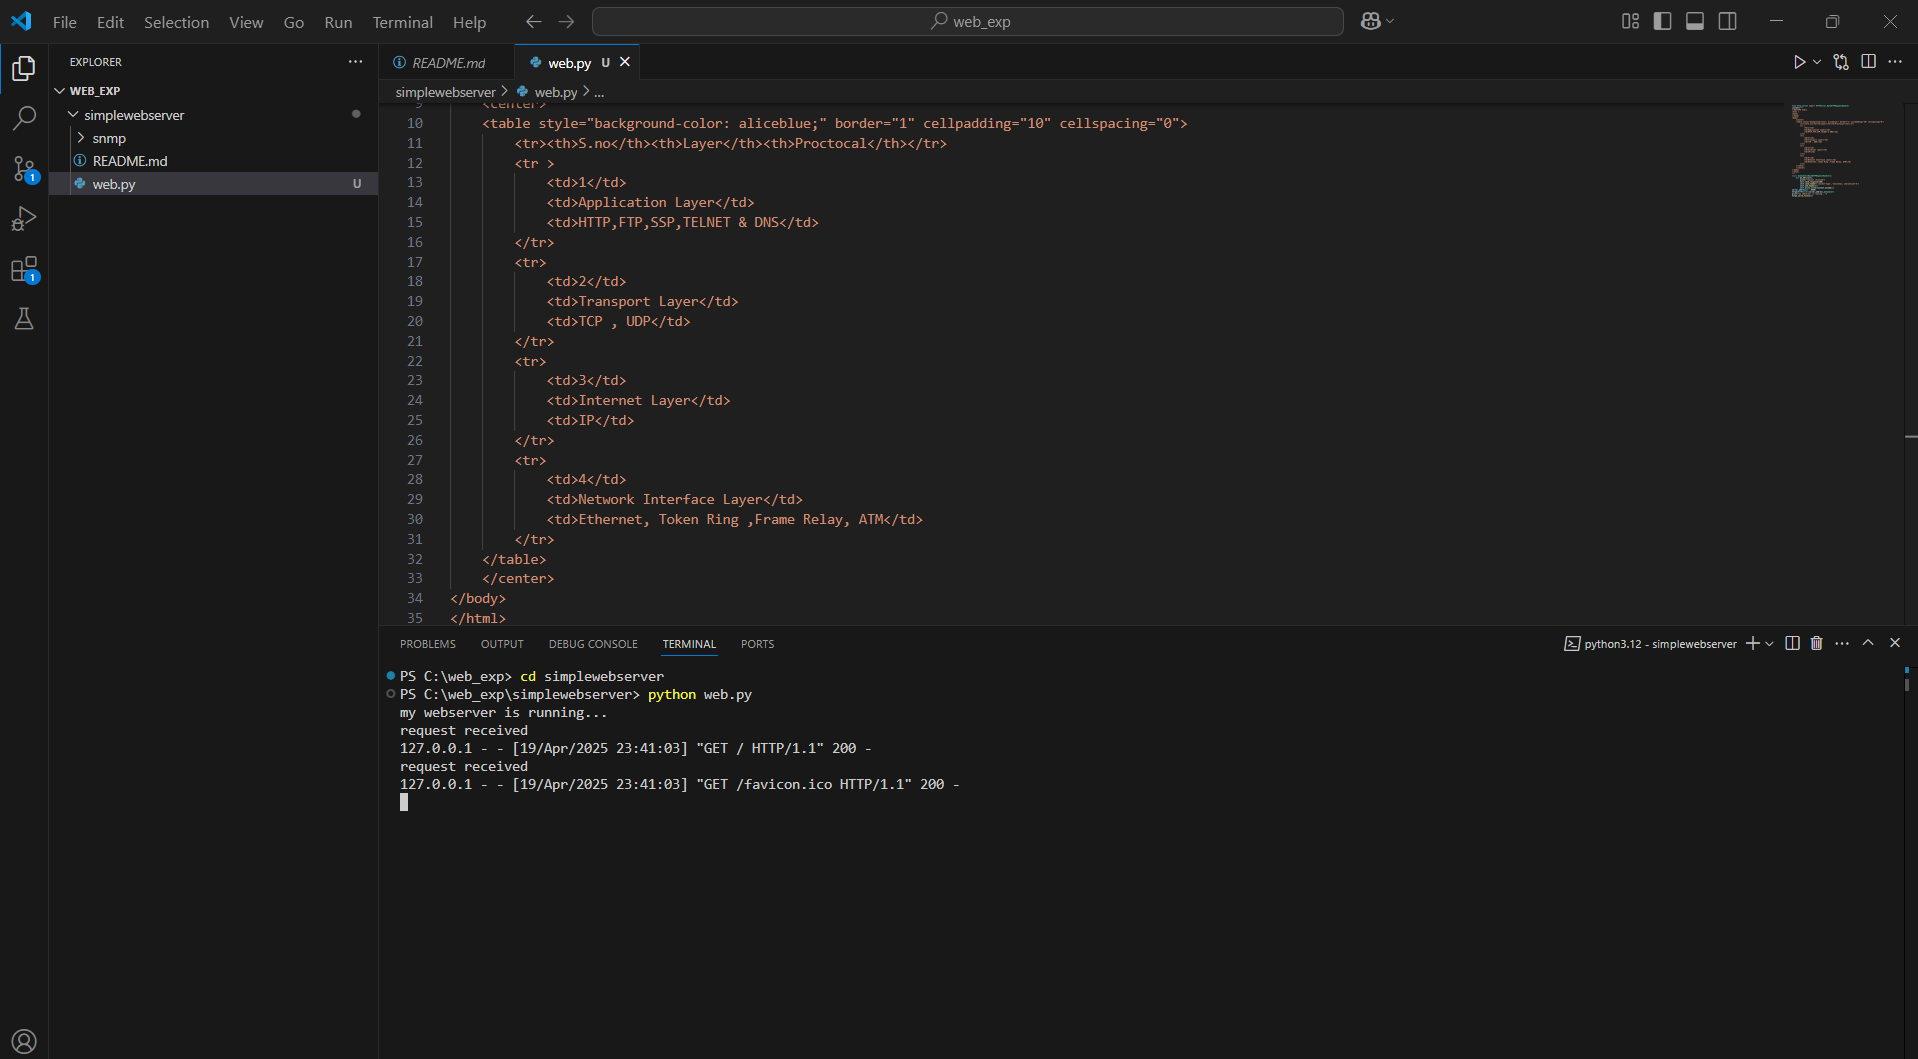 File Edit Selection View Go Run Terminal Help web_exp
EXPLORER
WEB_EXP
simplewebserver
snmp
README.md
web.py U
1
1
README.md web.py U
simplewebserver > web.py > ...
9 <center>
10 <table style="background-color: aliceblue;" border="1" cellpadding="10" cellspacing="0">
11 <tr><th>S.no</th><th>Layer</th><th>Proctocal</th></tr>
12 <tr >
13 <td>1</td>
14 <td>Application Layer</td>
15 <td>HTTP,FTP,SSP,TELNET & DNS</td>
16 </tr>
17 <tr>
18 <td>2</td>
19 <td>Transport Layer</td>
20 <td>TCP , UDP</td>
21 </tr>
22 <tr>
23 <td>3</td>
24 <td>Internet Layer</td>
25 <td>IP</td>
26 </tr>
27 <tr>
28 <td>4</td>
29 <td>Network Interface Layer</td>
30 <td>Ethernet, Token Ring ,Frame Relay, ATM</td>
31 </tr>
32 </table>
33 </center>
34 </body>
35 </html>
PROBLEMS OUTPUT DEBUG CONSOLE TERMINAL PORTS python3.12 - simplewebserver
PS C:\web_exp> cd simplewebserver
PS C:\web_exp\simplewebserver> python web.py
my webserver is running...
request received
127.0.0.1 - - [19/Apr/2025 23:41:03] "GET / HTTP/1.1" 200 -
request received
127.0.0.1 - - [19/Apr/2025 23:41:03] "GET /favicon.ico HTTP/1.1" 200 -